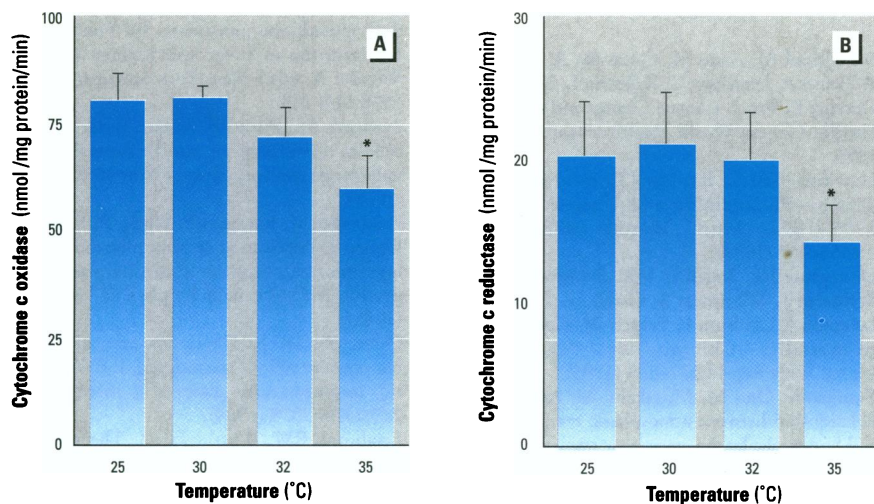 A
Cytochrome c oxidase (nmol /mg protein/min)
100
75
50
25
0
*
25 30 32 35
Temperature (°C)
B
Cytochrome c reductase (nmol /mg protein/min)
30
20
10
0
*
25 30 32 35
Temperature (°C)